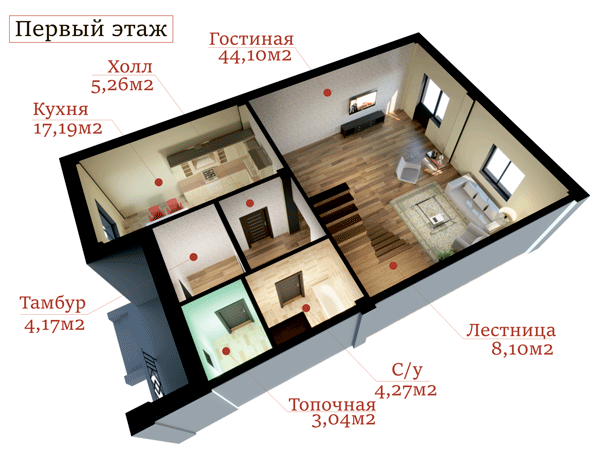 Первый этаж
Гостиная
44,10м2
Холл
5,26м2
Кухня
17,19м2
Тамбур
4,17м2
Лестница
8,10м2
С/у
4,27м2
Топочная
3,04м2